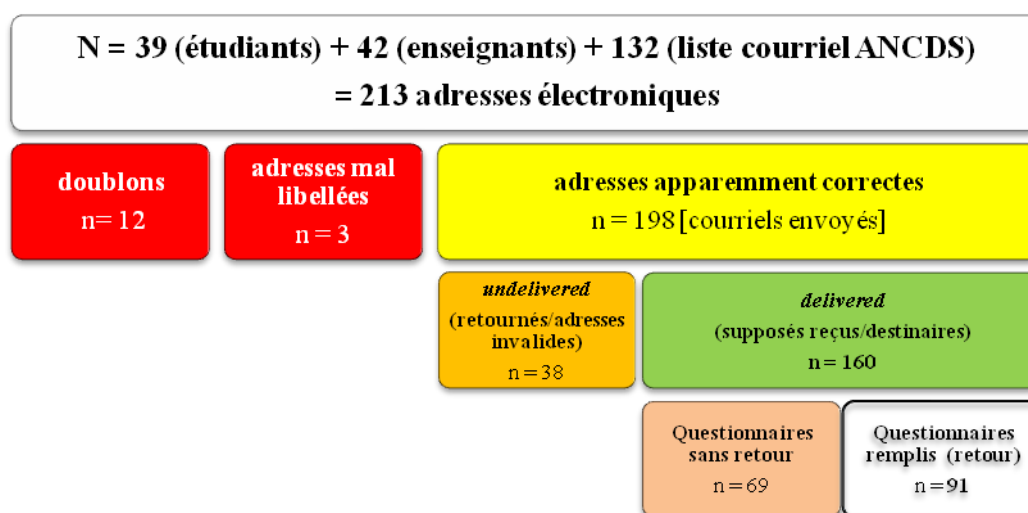 N = 39 (étudiants) + 42 (enseignants) + 132 (liste courriel ANCDS)
= 213 adresses électroniques
doublons
n= 12
adresses mal
libellées
n = 3
adresses apparemment correctes
n = 198 [courriels envoyés]
undelivered
(retournés/adresses
invalides)
n = 38
delivered
(supposés reçus/destinaires)
n = 160
Questionnaires
sans retour
n = 69
Questionnaires
remplis (retour)
n = 91